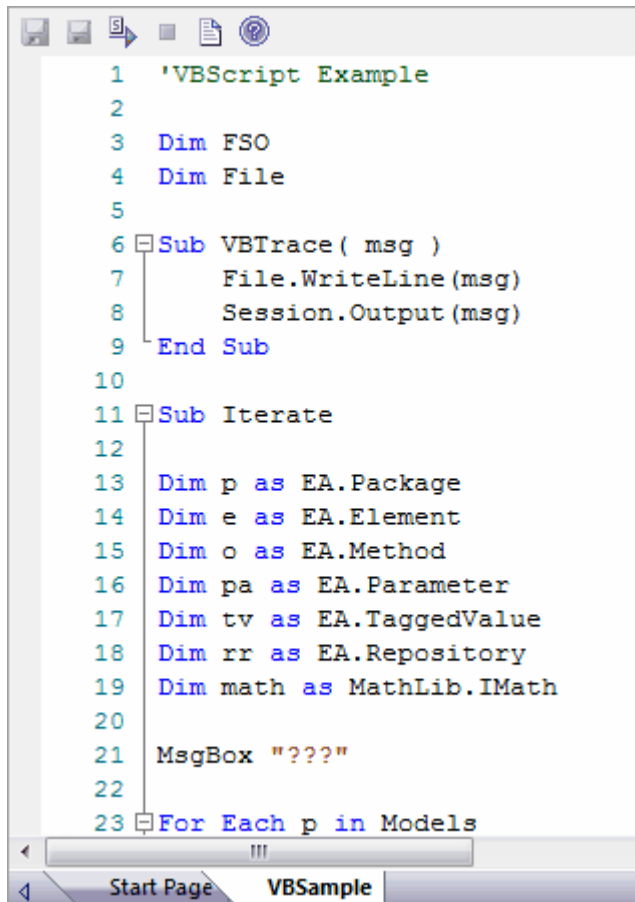 1 'VBScript Example
2
3 Dim FSO
4 Dim File
5
6 Sub VBTrace( msg )
7 File.WriteLine(msg)
8 Session.Output(msg)
9 End Sub
10
11 Sub Iterate
12
13 Dim p as EA.Package
14 Dim e as EA.Element
15 Dim o as EA.Method
16 Dim pa as EA.Parameter
17 Dim tv as EA.TaggedValue
18 Dim rr as EA.Repository
19 Dim math as MathLib.IMath
20
21 MsgBox "???"
22
23 For Each p in Models
Start Page VBSample